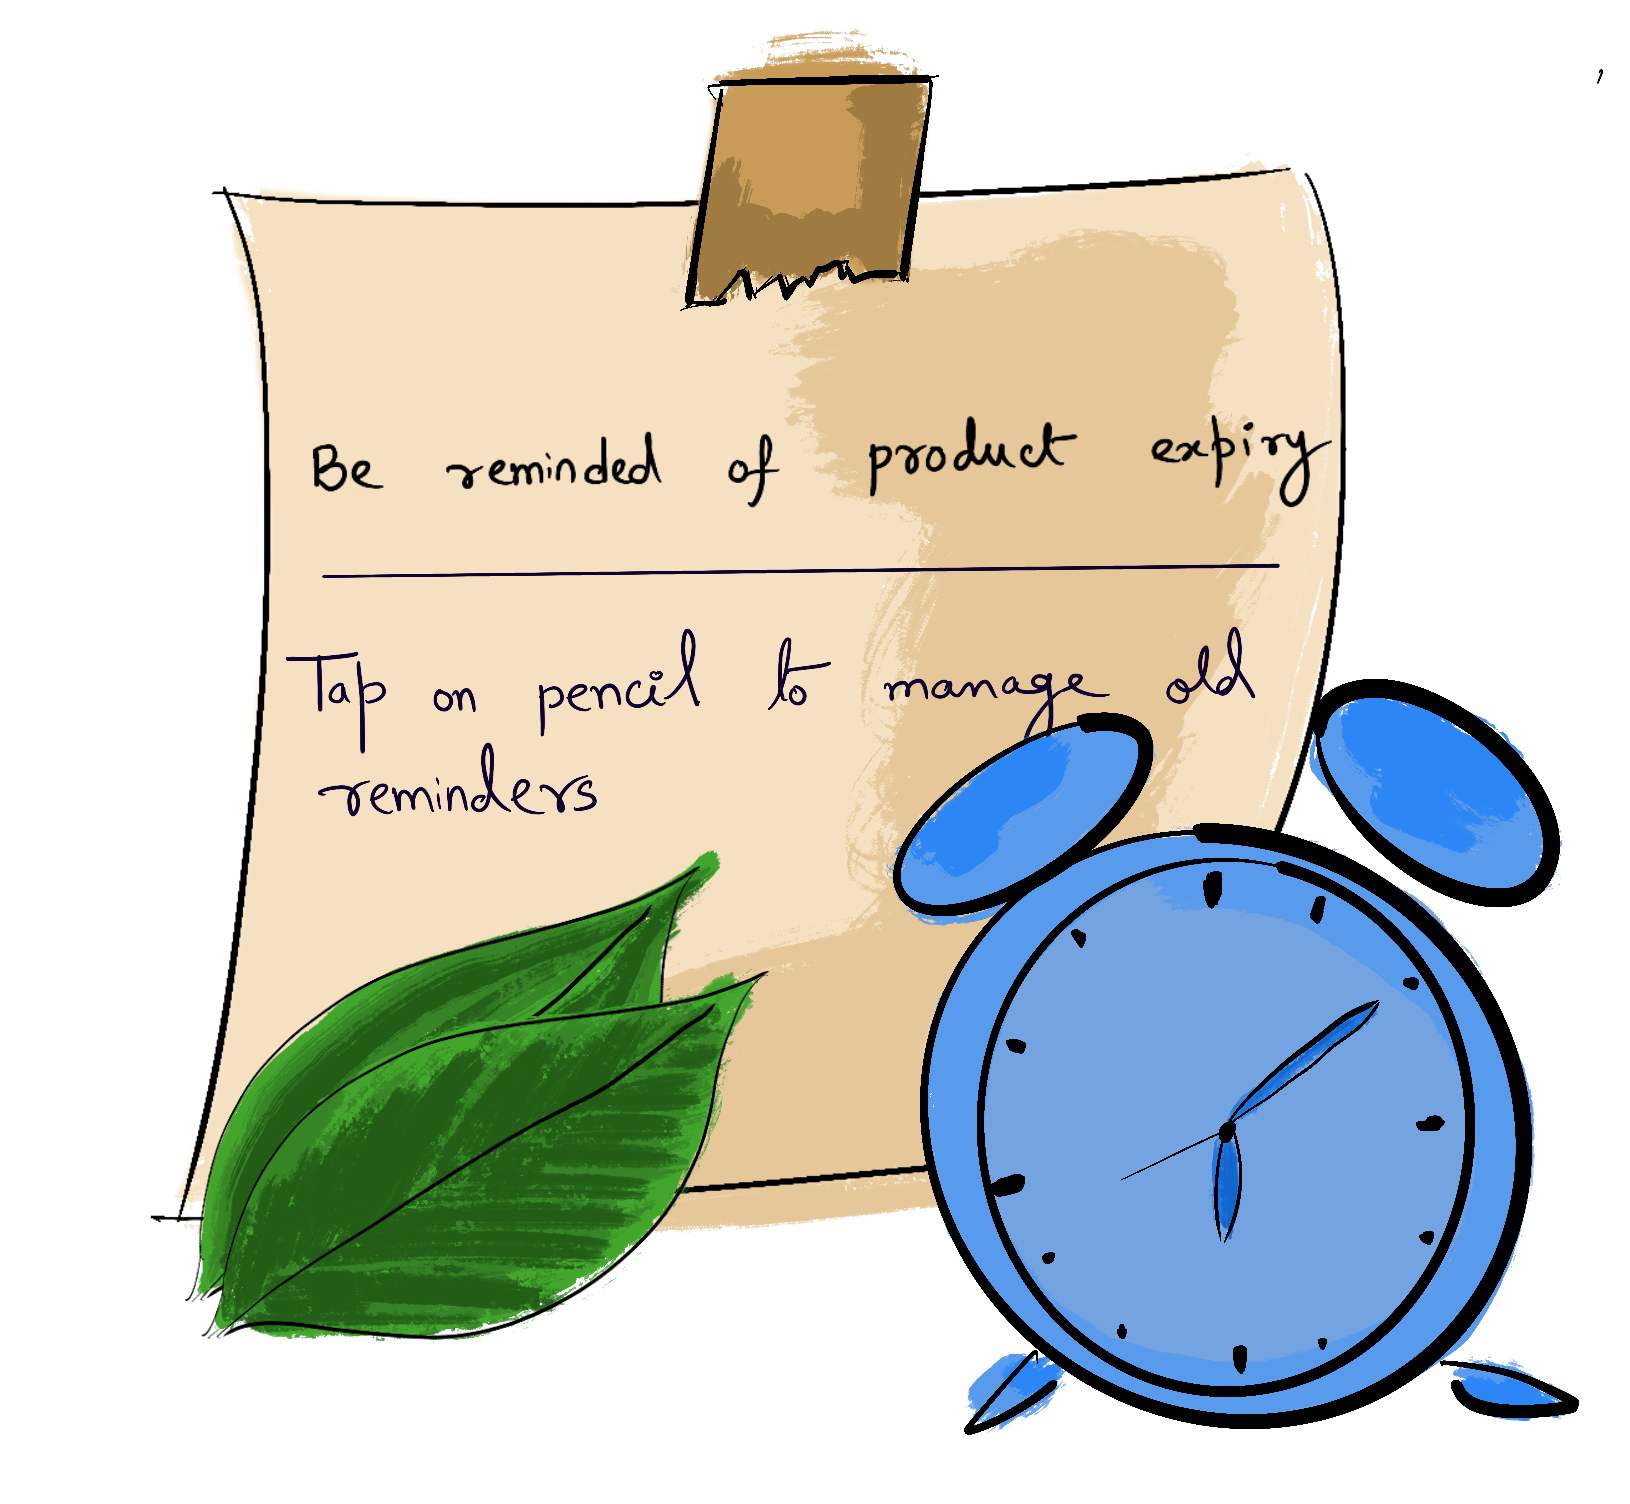 Be reminded of product expiry
Tap on pencil to manage old
reminders